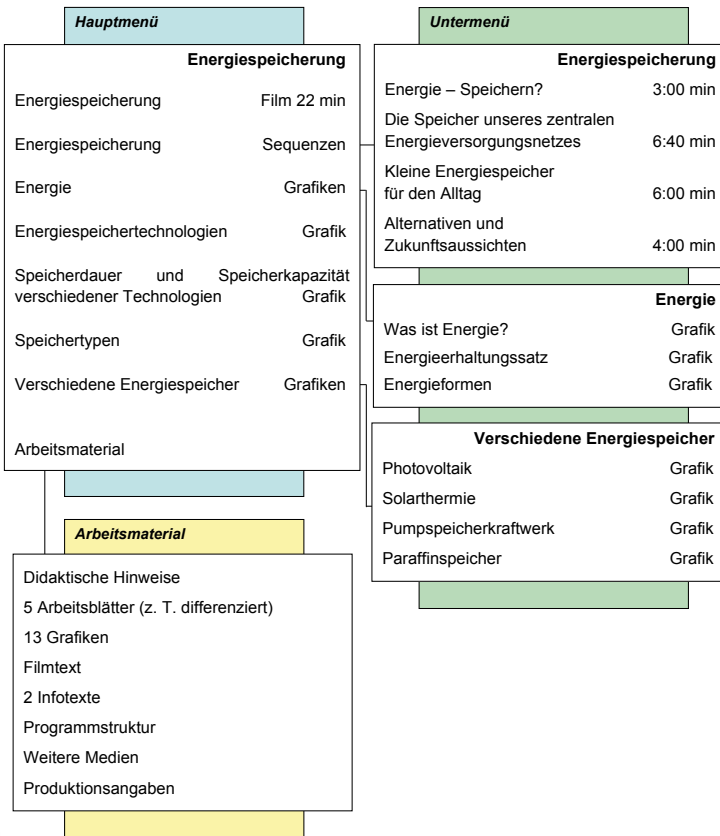 Hauptmenü
Energiespeicherung
Energiespeicherung Film 22 min
Energiespeicherung Sequenzen
Energie Grafiken
Energiespeichertechnologien Grafik
Speicherdauer und Speicherkapazität
verschiedener Technologien Grafik
Speichertypen Grafik
Verschiedene Energiespeicher Grafiken
Arbeitsmaterial
Untermenü
Energiespeicherung
Energie – Speichern? 3:00 min
Die Speicher unseres zentralen
Energieversorgungsnetzes 6:40 min
Kleine Energiespeicher
für den Alltag 6:00 min
Alternativen und
Zukunftsaussichten 4:00 min
Energie
Was ist Energie? Grafik
Energieerhaltungssatz Grafik
Energieformen Grafik
Verschiedene Energiespeicher
Photovoltaik Grafik
Solarthermie Grafik
Pumpspeicherkraftwerk Grafik
Paraffinspeicher Grafik
Arbeitsmaterial
Didaktische Hinweise
5 Arbeitsblätter (z. T. differenziert)
13 Grafiken
Filmtext
2 Infotexte
Programmstruktur
Weitere Medien
Produktionsangaben